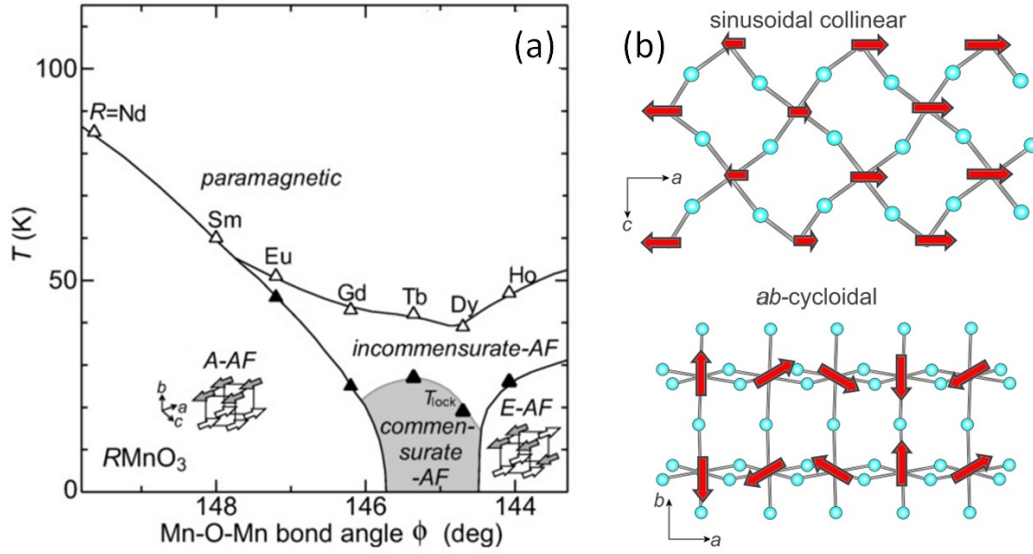 (a)
100
50
0
T (K)
R=Nd
Sm
Eu
Gd
Tb
Dy
Ho
paramagnetic
incommensurate-AF
A-AF
b
a
c
RMnO3
Tlock
commen-
surate
-AF
E-AF
148
146
144
Mn-O-Mn bond angle ϕ (deg)
(b)
sinusoidal collinear
a
c
ab-cycloidal
b
a